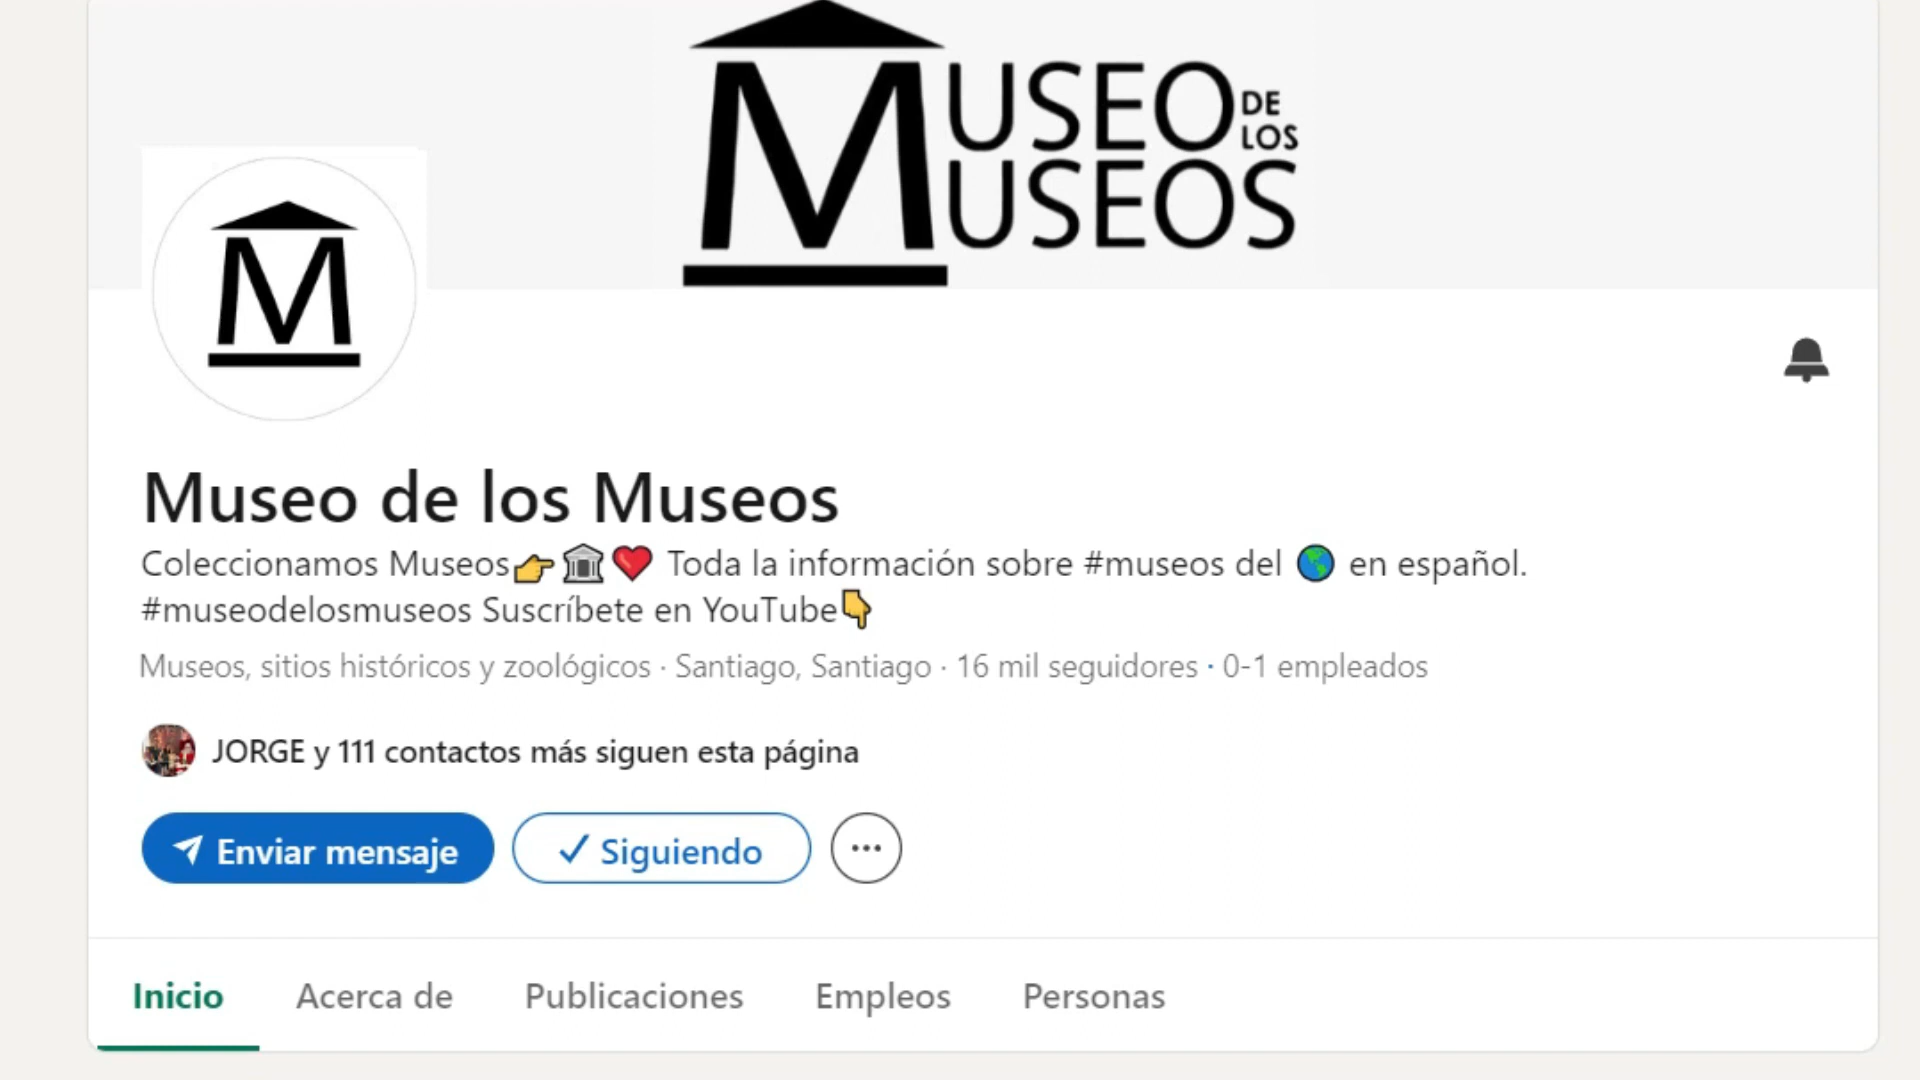 MUSEO DE LOS
MUSEOS
M
Museo de los Museos
Coleccionamos Museos👉🏛️❤️ Toda la información sobre #museos del 🌎 en español.
#museodelosmuseos Suscríbete en YouTube👇
Museos, sitios históricos y zoológicos · Santiago, Santiago · 16 mil seguidores · 0-1 empleados
JORGE y 111 contactos más siguen esta página
Enviar mensaje ✓ Siguiendo ···
Inicio Acerca de Publicaciones Empleos Personas